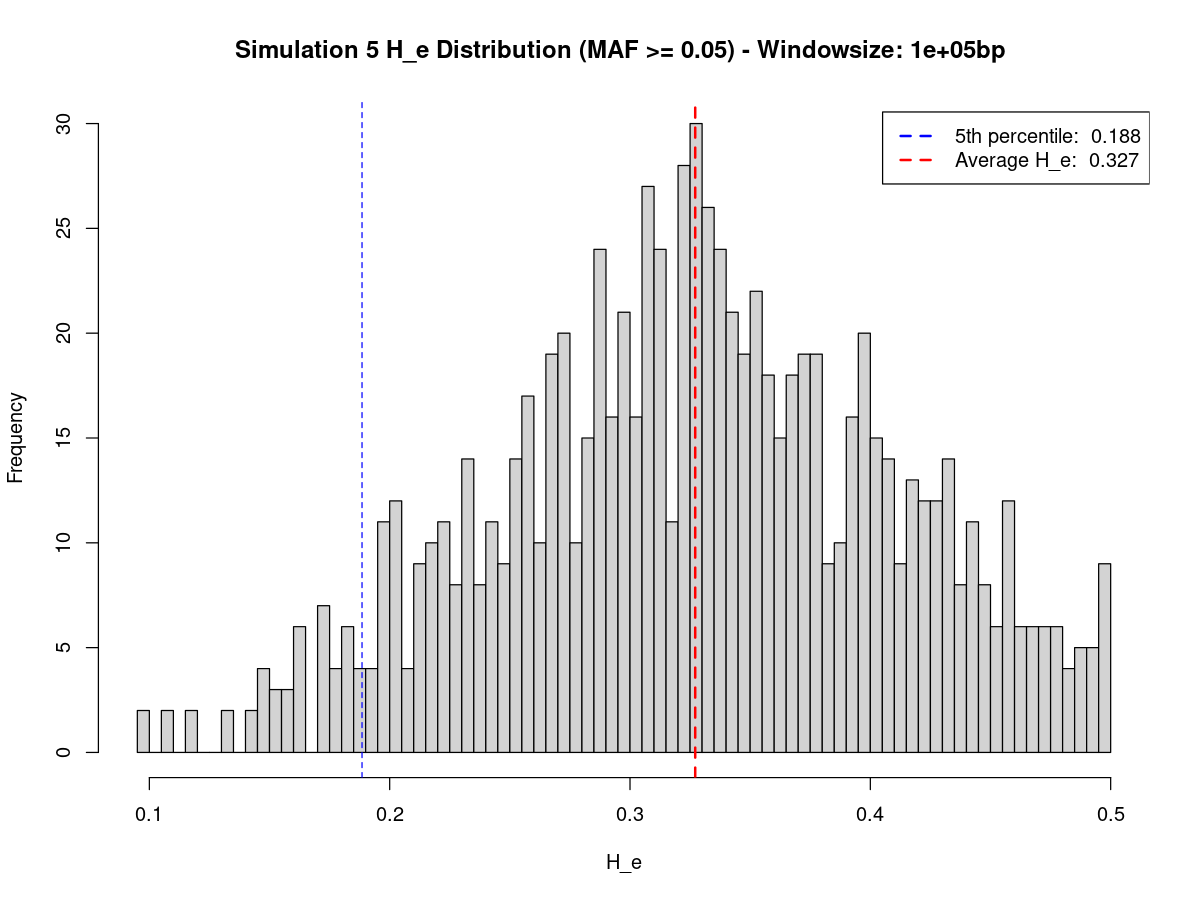 Simulation 5 H_e Distribution (MAF >= 0.05) - Windowsize: 1e+05bp
5th percentile:  0.188
Average H_e:  0.327
Frequency
30
25
20
15
10
5
0
0.1 0.2 0.3 0.4 0.5
H_e